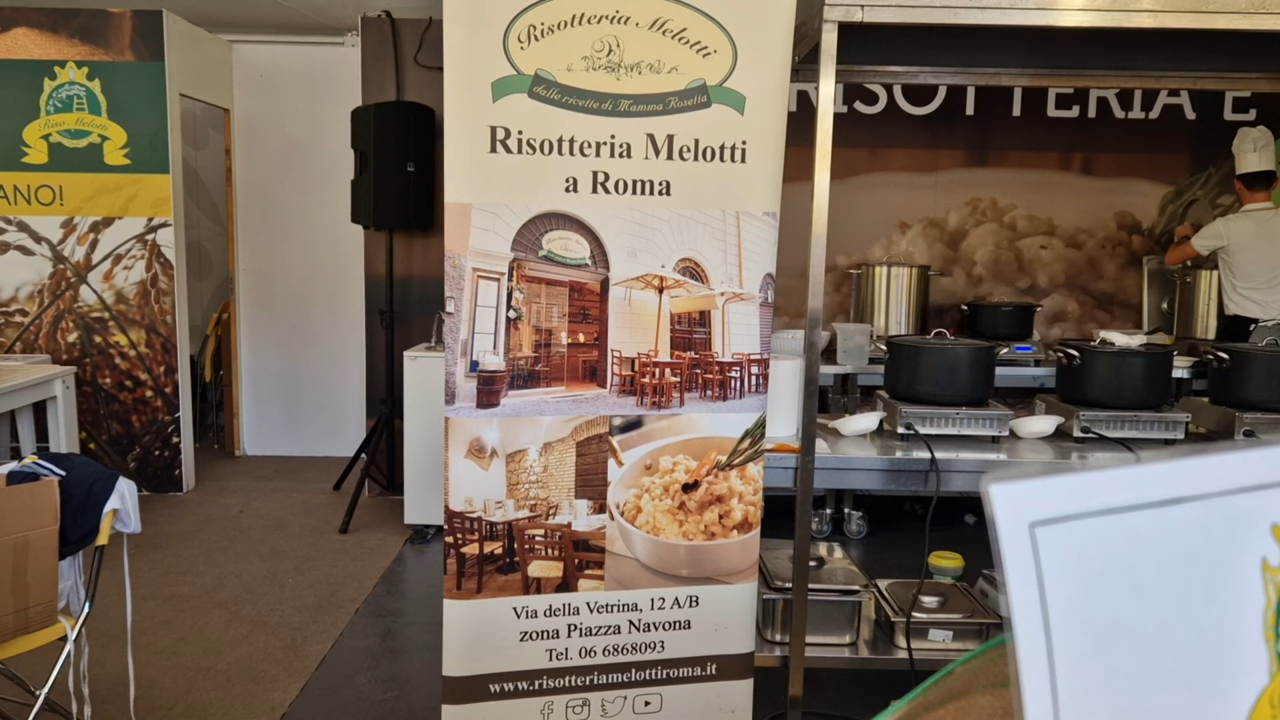 Riso Melotti
ANO!
Risotteria Melotti
dalle ricette di Mamma Rosetta
Risotteria Melotti
a Roma
Via della Vetrina, 12 A/B
zona Piazza Navona
Tel. 06 6868093
www.risotteriamelottiroma.it
RISOTTERIA E